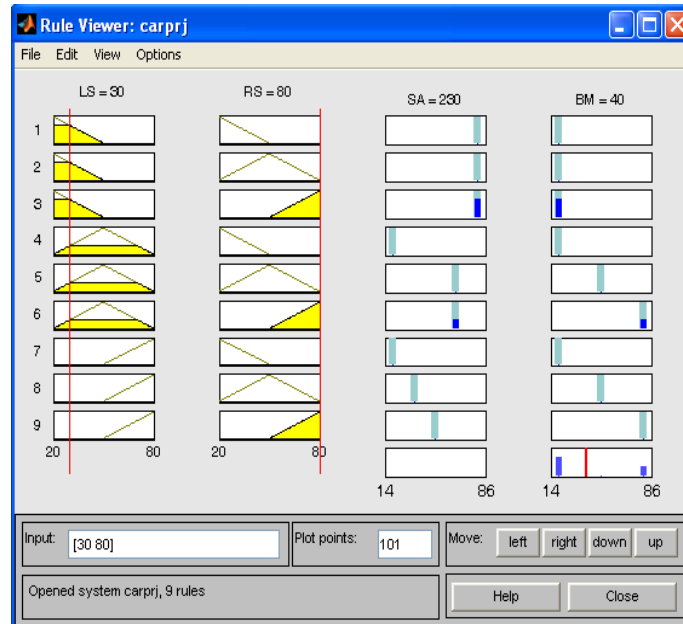 Rule Viewer: carprj
File Edit View Options
LS = 30 RS = 80 SA = 230 BM = 40
1
2
3
4
5
6
7
8
9
20 80 20 80
14 86 14 86
Input: [30 80] Plot points: 101 Move: left right down up
Opened system carprj, 9 rules Help Close